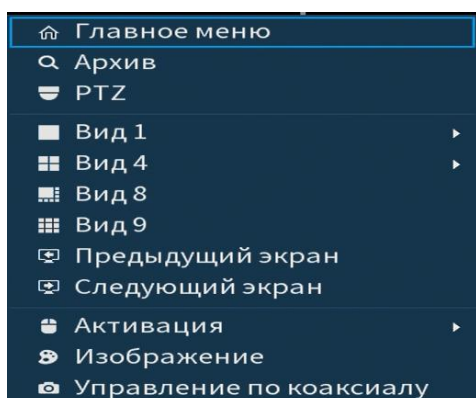 Главное меню
Архив
PTZ
Вид 1
Вид 4
Вид 8
Вид 9
Предыдущий экран
Следующий экран
Активация
Изображение
Управление по коаксиалу